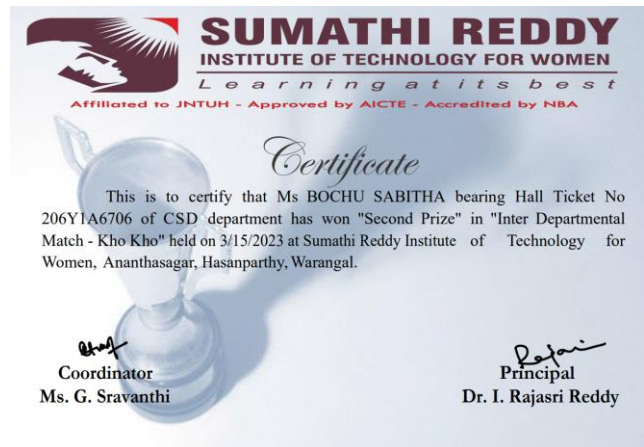 SUMATHI REDDY
INSTITUTE OF TECHNOLOGY FOR WOMEN
Learning at its best
Affiliated to JNTUH - Approved by AICTE - Accredited by NBA
Certificate
This is to certify that Ms BOCHU SABITHA bearing Hall Ticket No
206Y1A6706 of CSD department has won "Second Prize" in "Inter Departmental
Match - Kho Kho" held on 3/15/2023 at Sumathi Reddy Institute of Technology for
Women, Ananthasagar, Hasanparthy, Warangal.
Coordinator
Ms. G. Sravanthi
Principal
Dr. I. Rajasri Reddy